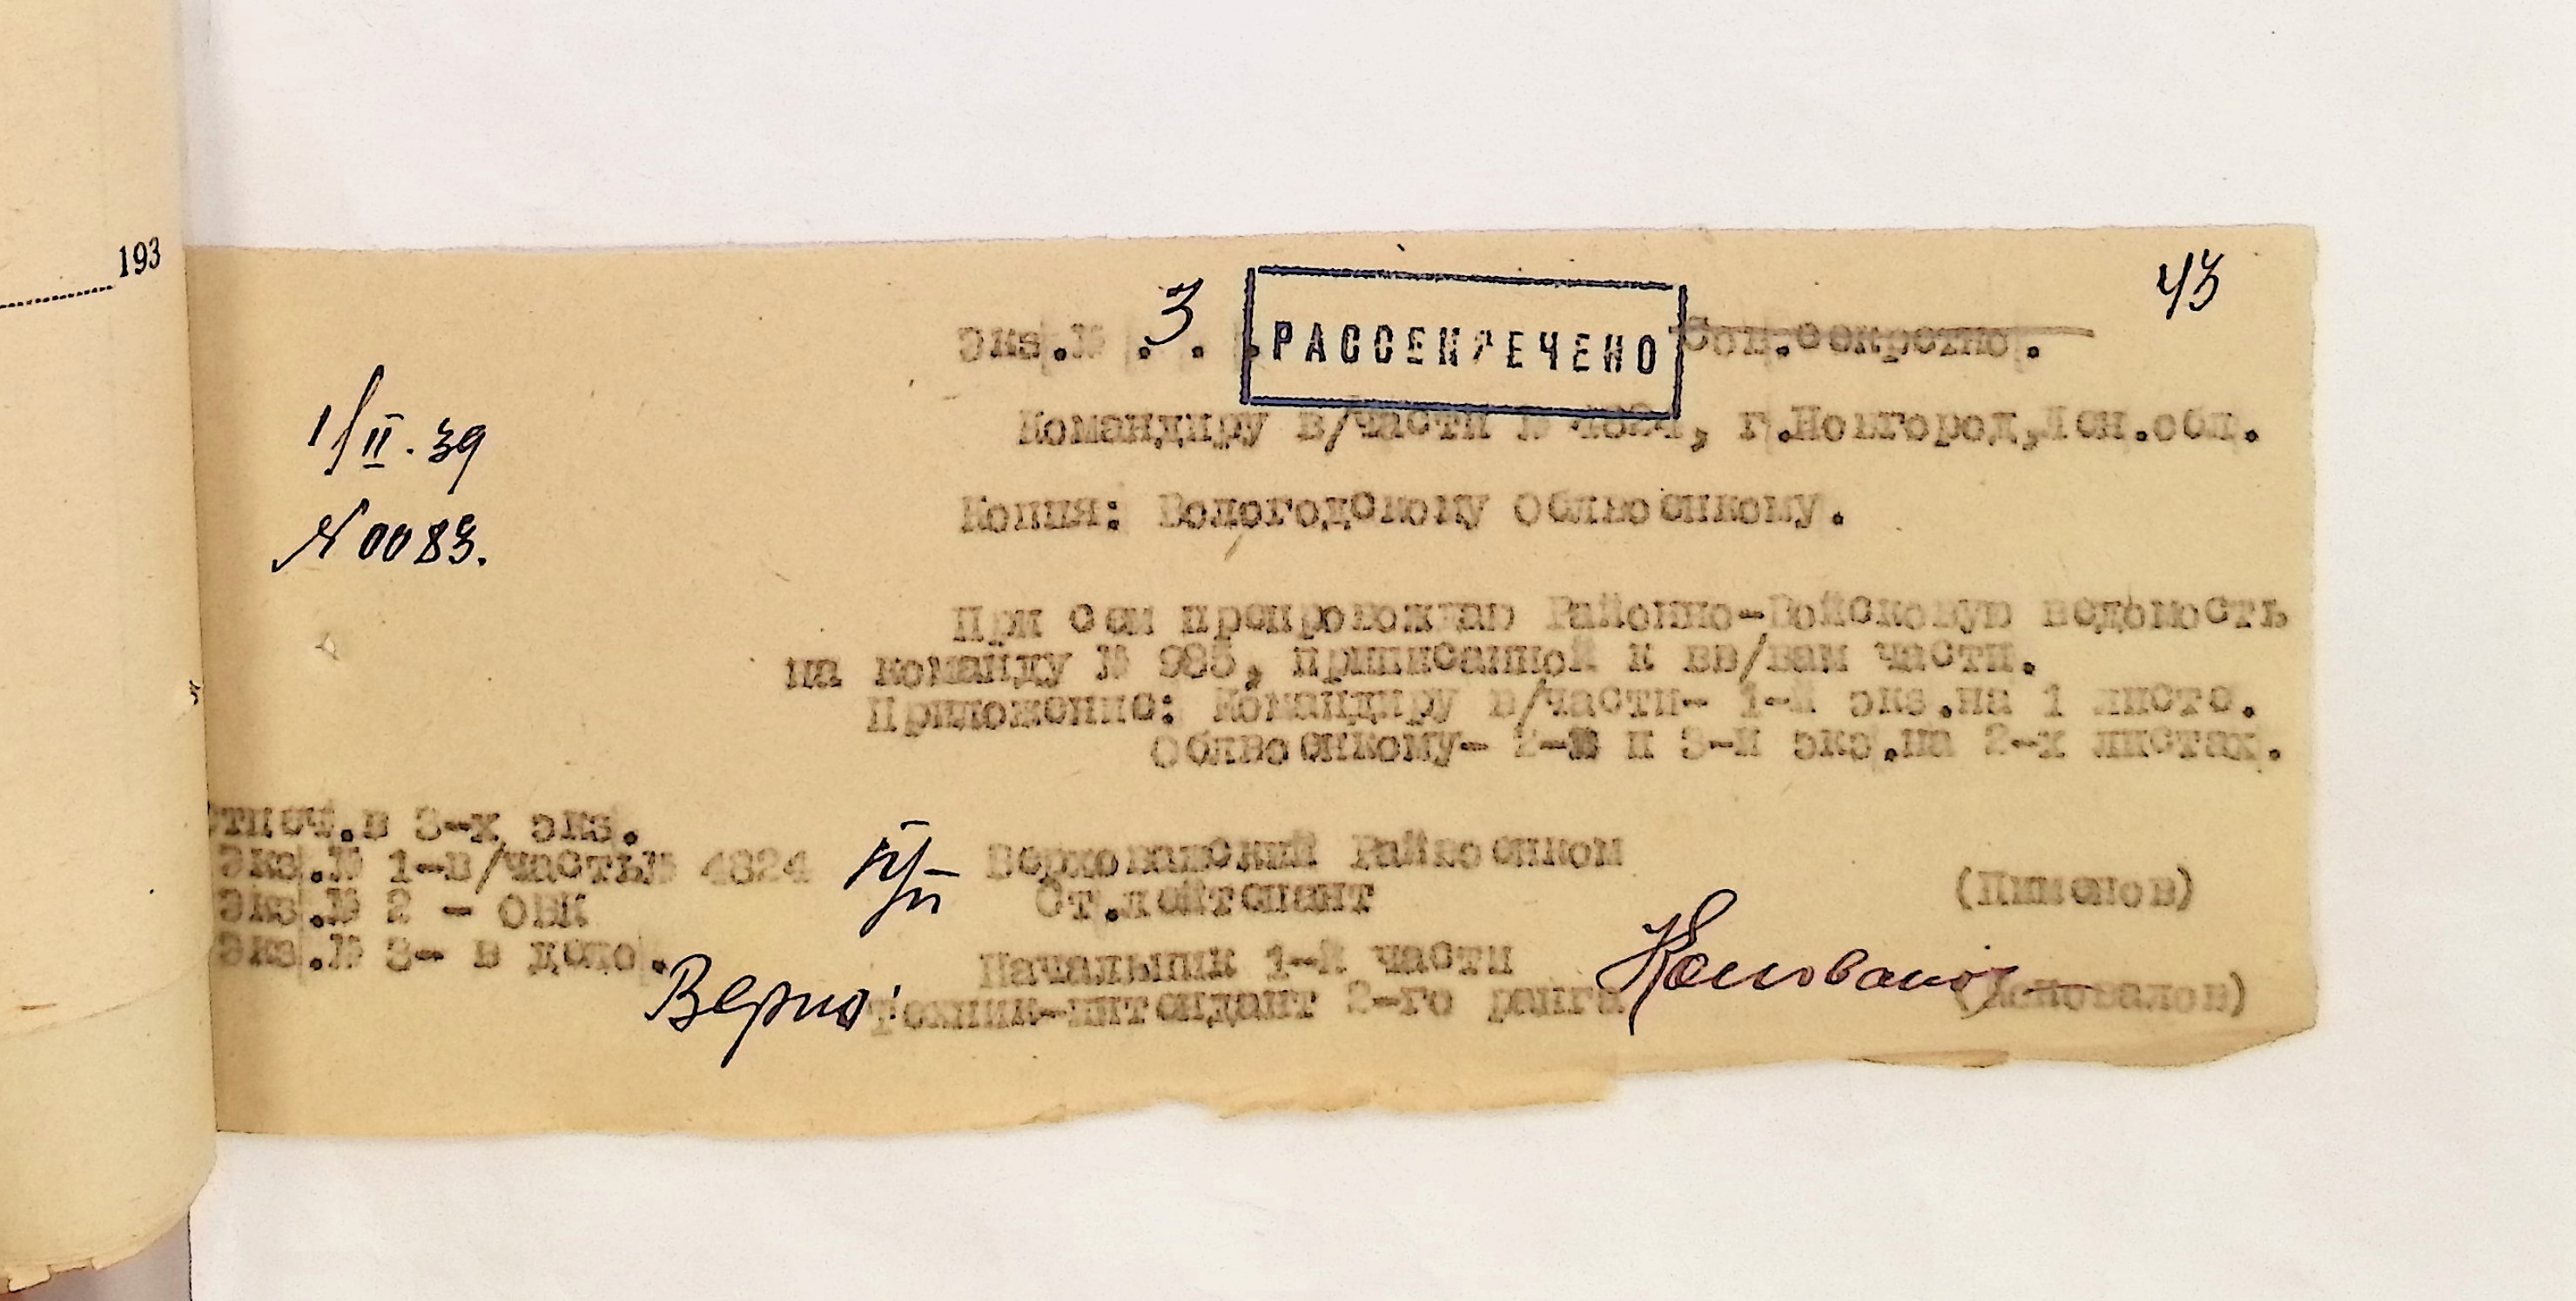 193
43
Экз.№ .3. .
РАССЕКРЕЧЕНО
Сов.секретно.
1/II.39
№ 0083.
Командиру в/части № 4824, г.Новгород,Лен.обл.
Копия: Вологодскому Облвоенкому.
При сем препровождаю Районно-Войсковую ведомость
на команду № 995, приписанной к вв/вам части.
Приложение: Командиру в/части- 1-й экз.на 1 листе.
Облвоенкому- 2-й и 3-й экз.на 2-х листах.
Отпеч.в 3-х экз.
Экз.№ 1-в/часть№ 4824
Экз.№ 2 - ОВК
Экз.№ 3- в дело.
п/п Верховажский Райвоенком
Ст.лейтенант (Пименов)
Начальник 1-й части
Верно: Техник-интендант 2-го ранга Коновалов (Коновалов)